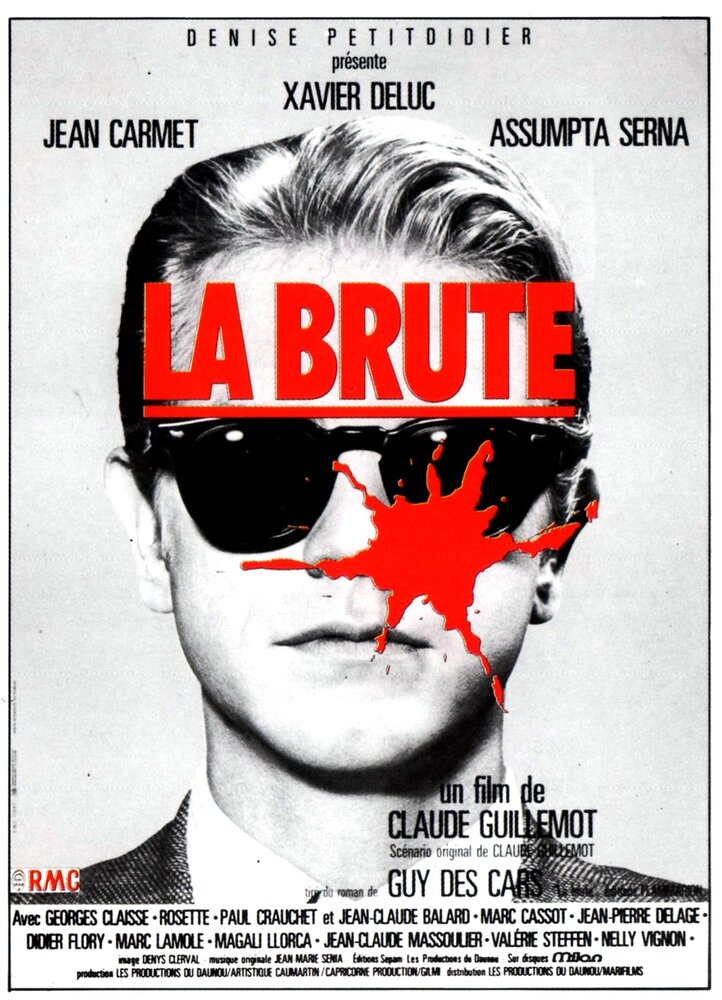 DENISE PETITDIDIER
présente
XAVIER DELUC
JEAN CARMET
ASSUMPTA SERNA
LA BRUTE
un film de
CLAUDE GUILLEMOT
Scénario original de CLAUDE GUILLEMOT
tiré du roman de GUY DES CARS "La brute" éditions FLAMMARION
RMC
Avec GEORGES CLAISSE · ROSETTE · PAUL CRAUCHET et JEAN-CLAUDE BALARD · MARC CASSOT · JEAN-PIERRE DELAGE ·
DIDIER FLORY · MARC LAMOLE · MAGALI LLORCA · JEAN-CLAUDE MASSOULIER · VALÉRIE STEFFEN · NELLY VIGNON ·
image DENYS CLERVAL · musique originale JEAN MARIE SENIA Éditions Sepam Les Productions du Daunou Sur disques Milan
production LES PRODUCTIONS DU DAUNOU/ARTISTIQUE CAUMARTIN/CAPRICORNE PRODUCTION/GILMI distribution LES PRODUCTIONS DU DAUNOU/MARIFILMS